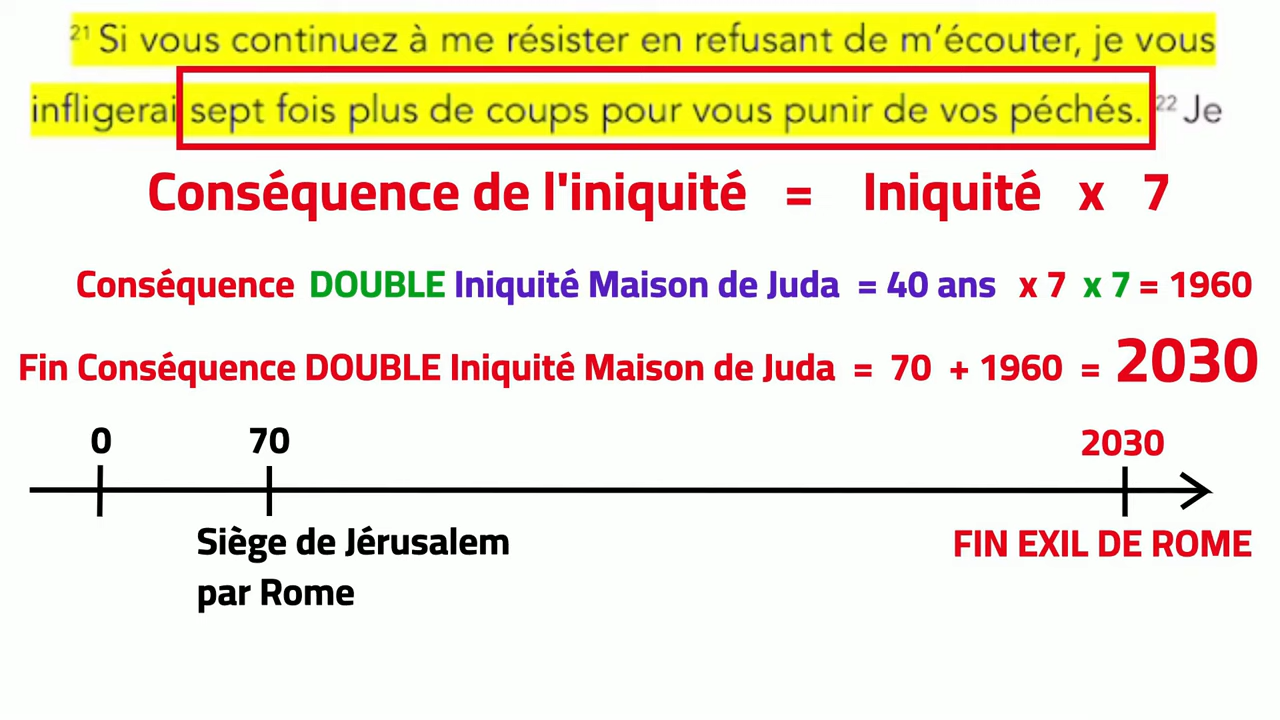 21 Si vous continuez à me résister en refusant de m’écouter, je vous
infligerai sept fois plus de coups pour vous punir de vos péchés. 22 Je
Conséquence de l'iniquité = Iniquité x 7
Conséquence DOUBLE Iniquité Maison de Juda = 40 ans x 7 x 7 = 1960
Fin Conséquence DOUBLE Iniquité Maison de Juda = 70 + 1960 = 2030
0 70 2030
Siège de Jérusalem FIN EXIL DE ROME
par Rome